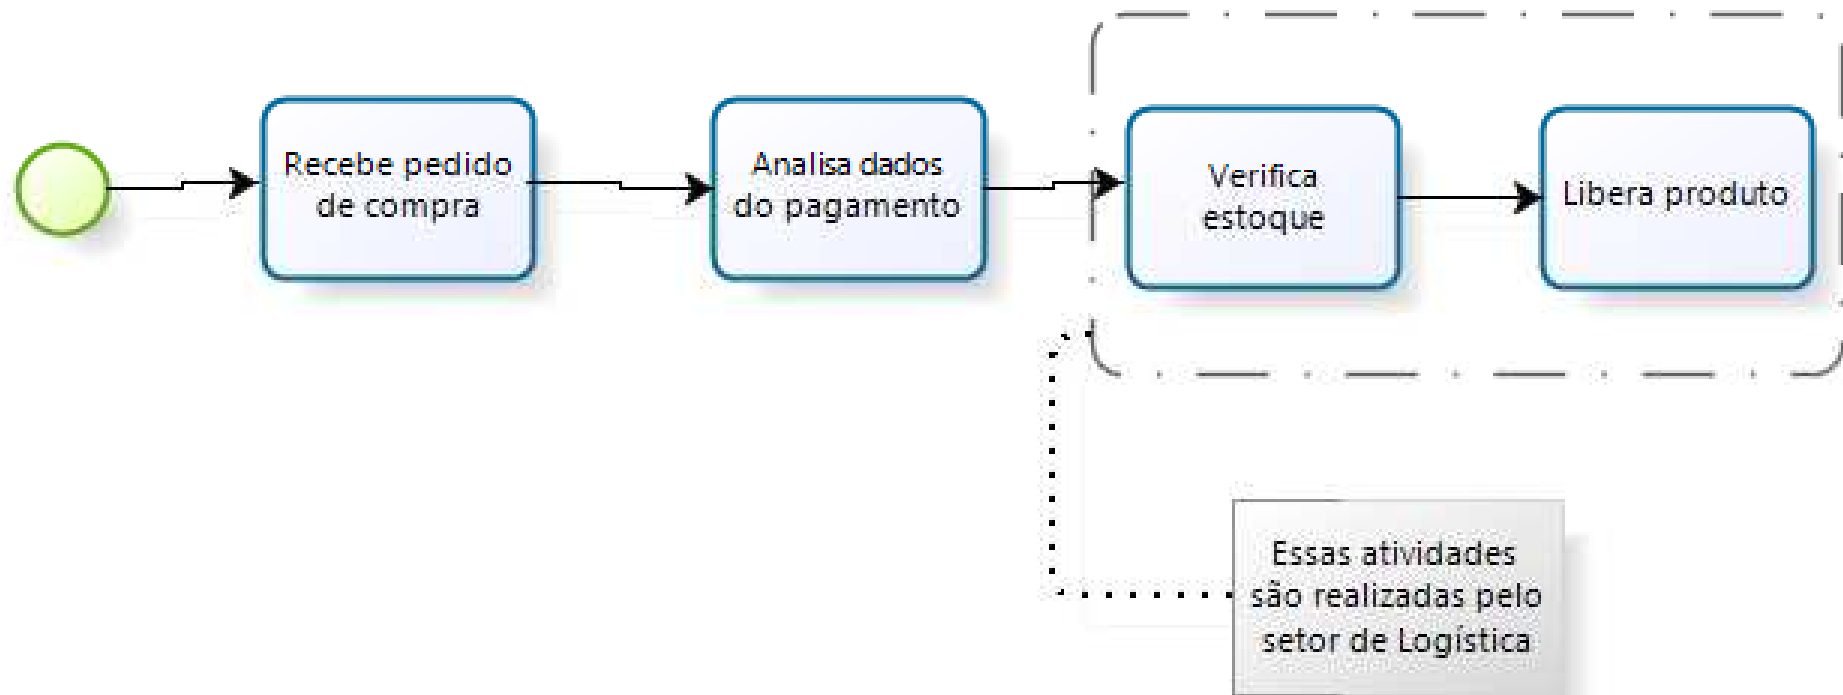 Recebe pedido
de compra
Analisa dados
do pagamento
Verifica
estoque
Libera produto
Essas atividades
são realizadas pelo
setor de Logística